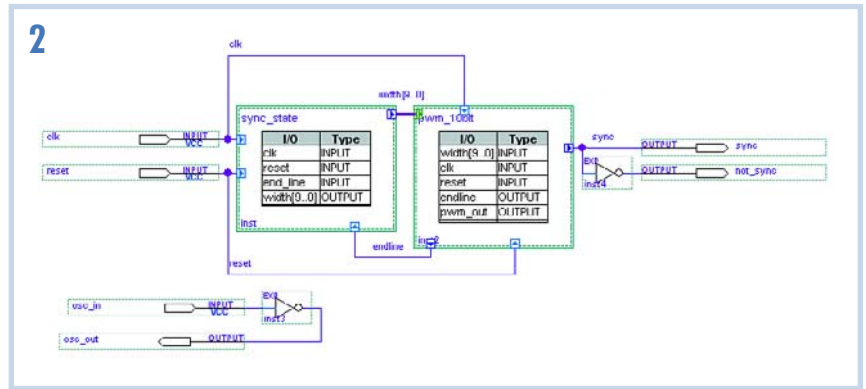 2
clk
width[9..0]
sync_state
pwm_10bit
I/O Type
clk INPUT
reset INPUT
end_line INPUT
width[9..0] OUTPUT
inst
I/O Type
width[9..0] INPUT
clk INPUT
reset INPUT
endline OUTPUT
pwm_out OUTPUT
inst2
clk
INPUT
VCC
reset
INPUT
VCC
sync
OUTPUT
sync
inst4
OUTPUT
not_sync
endline
reset
osc_in
INPUT
VCC
inst3
osc_out
OUTPUT